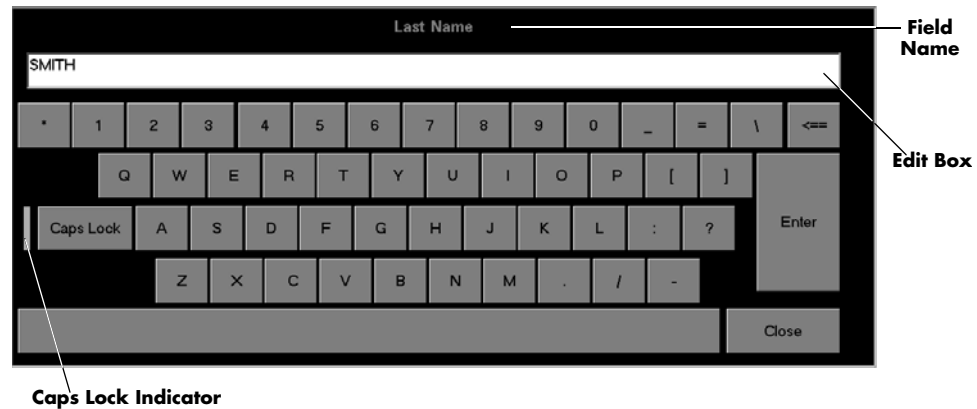 Last Name
Field
Name
SMITH
Edit Box
* 1 2 3 4 5 6 7 8 9 0 _ = \ <==
Q W E R T Y U I O P [ ]
Caps Lock A S D F G H J K L : ? Enter
Z X C V B N M . / -
Close
Caps Lock Indicator